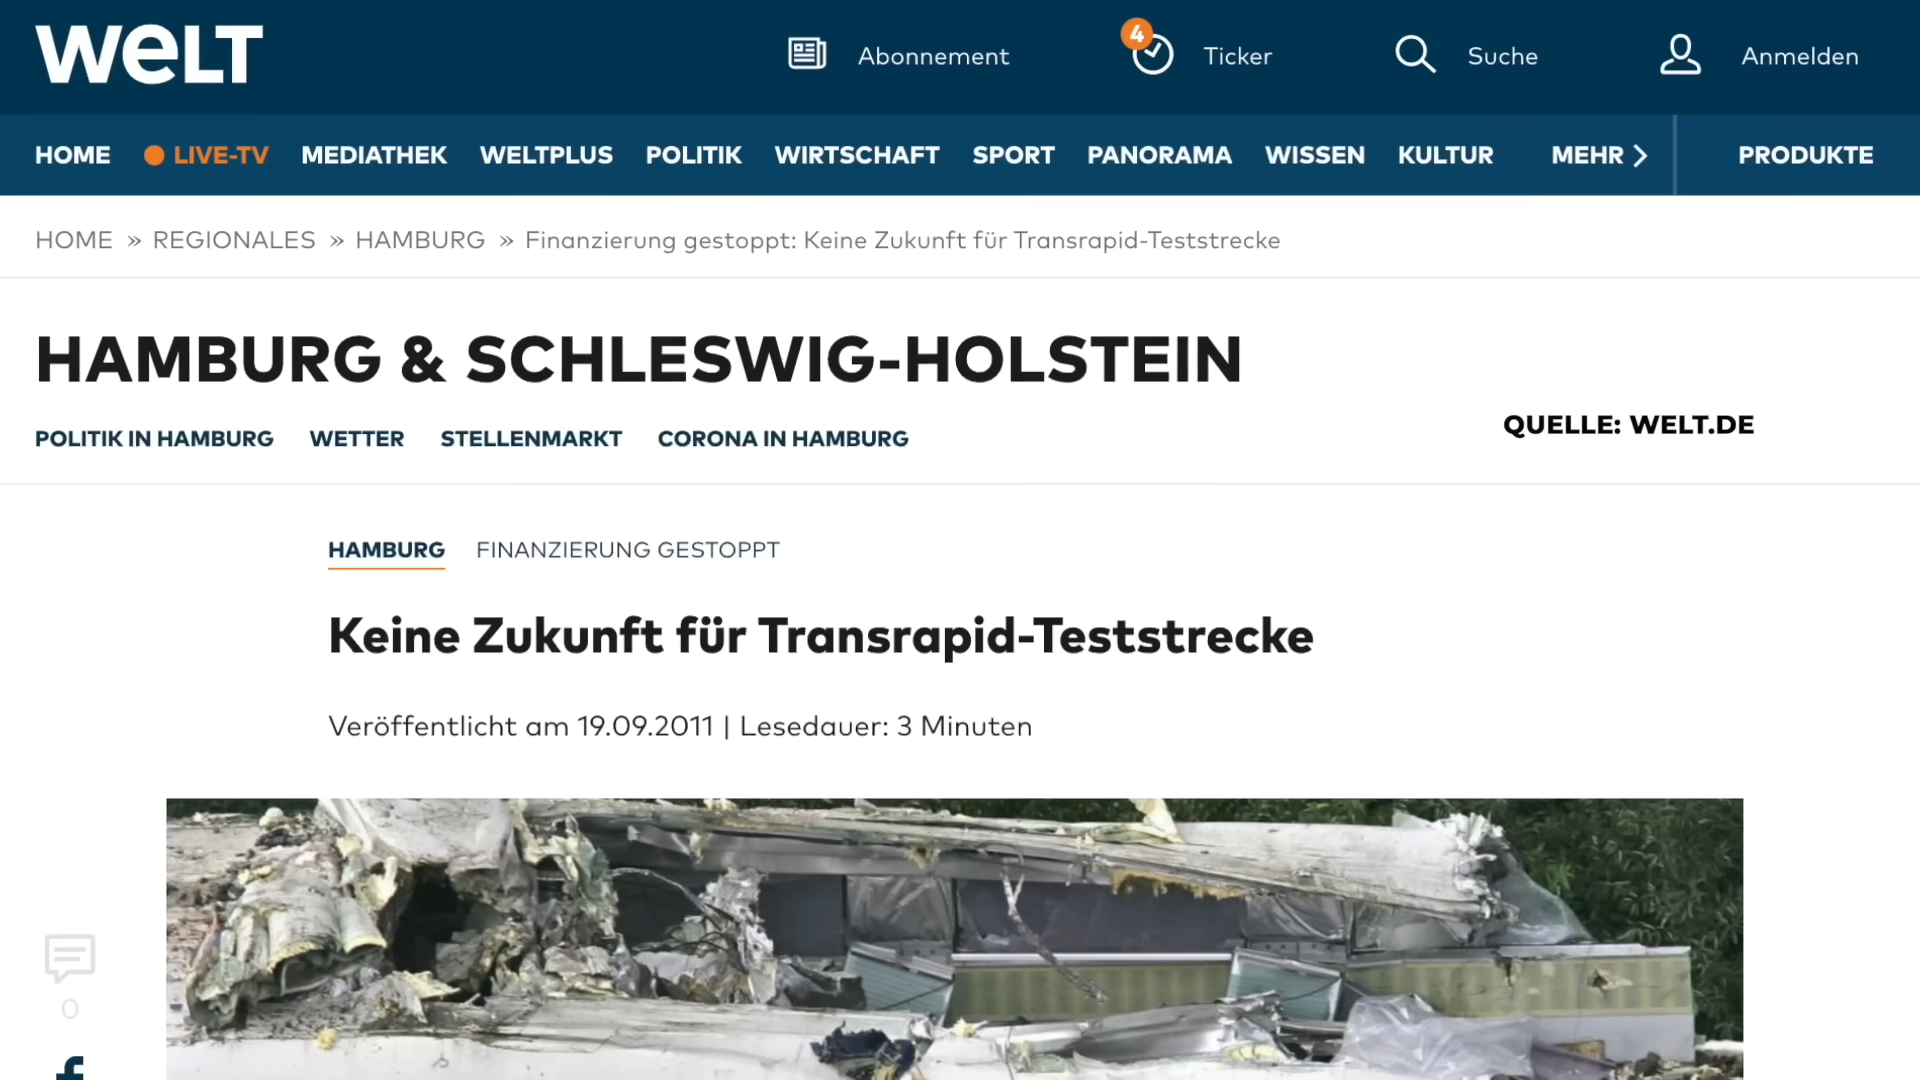 WELT
Abonnement
4
Ticker
Suche
Anmelden
HOME LIVE-TV MEDIATHEK WELTPLUS POLITIK WIRTSCHAFT SPORT PANORAMA WISSEN KULTUR MEHR PRODUKTE
HOME » REGIONALES » HAMBURG » Finanzierung gestoppt: Keine Zukunft für Transrapid-Teststrecke
HAMBURG & SCHLESWIG-HOLSTEIN
POLITIK IN HAMBURG WETTER STELLENMARKT CORONA IN HAMBURG
QUELLE: WELT.DE
HAMBURG FINANZIERUNG GESTOPPT
Keine Zukunft für Transrapid-Teststrecke
Veröffentlicht am 19.09.2011 | Lesedauer: 3 Minuten
0